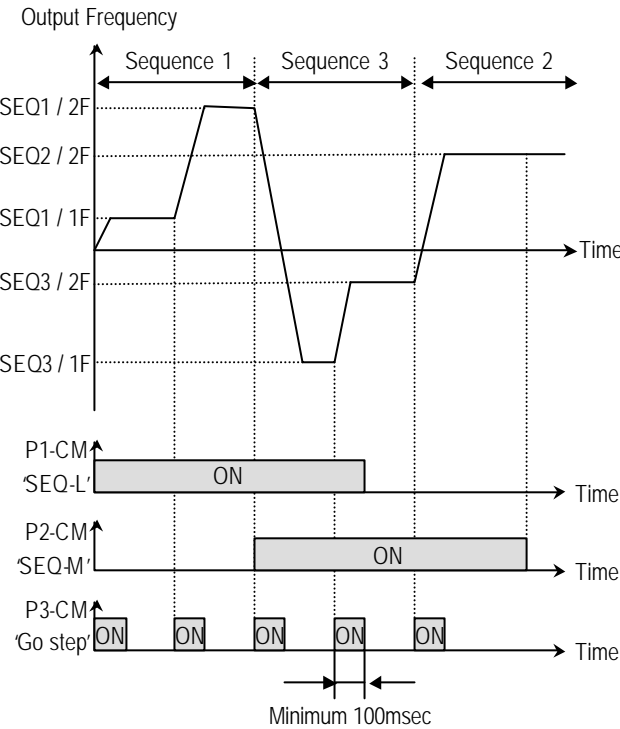 Output Frequency
Sequence 1 Sequence 3 Sequence 2
SEQ1 / 2F
SEQ2 / 2F
SEQ1 / 1F
Time
SEQ3 / 2F
SEQ3 / 1F
P1-CM
'SEQ-L'
ON
Time
P2-CM
'SEQ-M'
ON
Time
P3-CM
'Go step'
ON ON ON ON ON
Time
Minimum 100msec